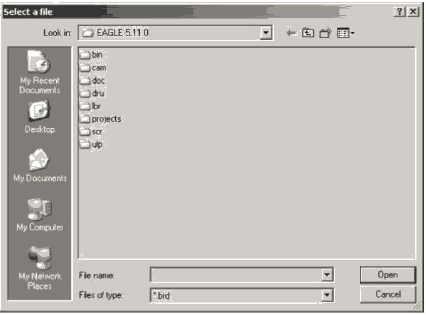 Select a file
Look in: EAGLE-5.11.0
bin
cam
doc
dru
lbr
projects
scr
ulp
My Recent
Documents
Desktop
My Documents
My Computer
My Network
Places
File name:
Open
Files of type: *.brd
Cancel